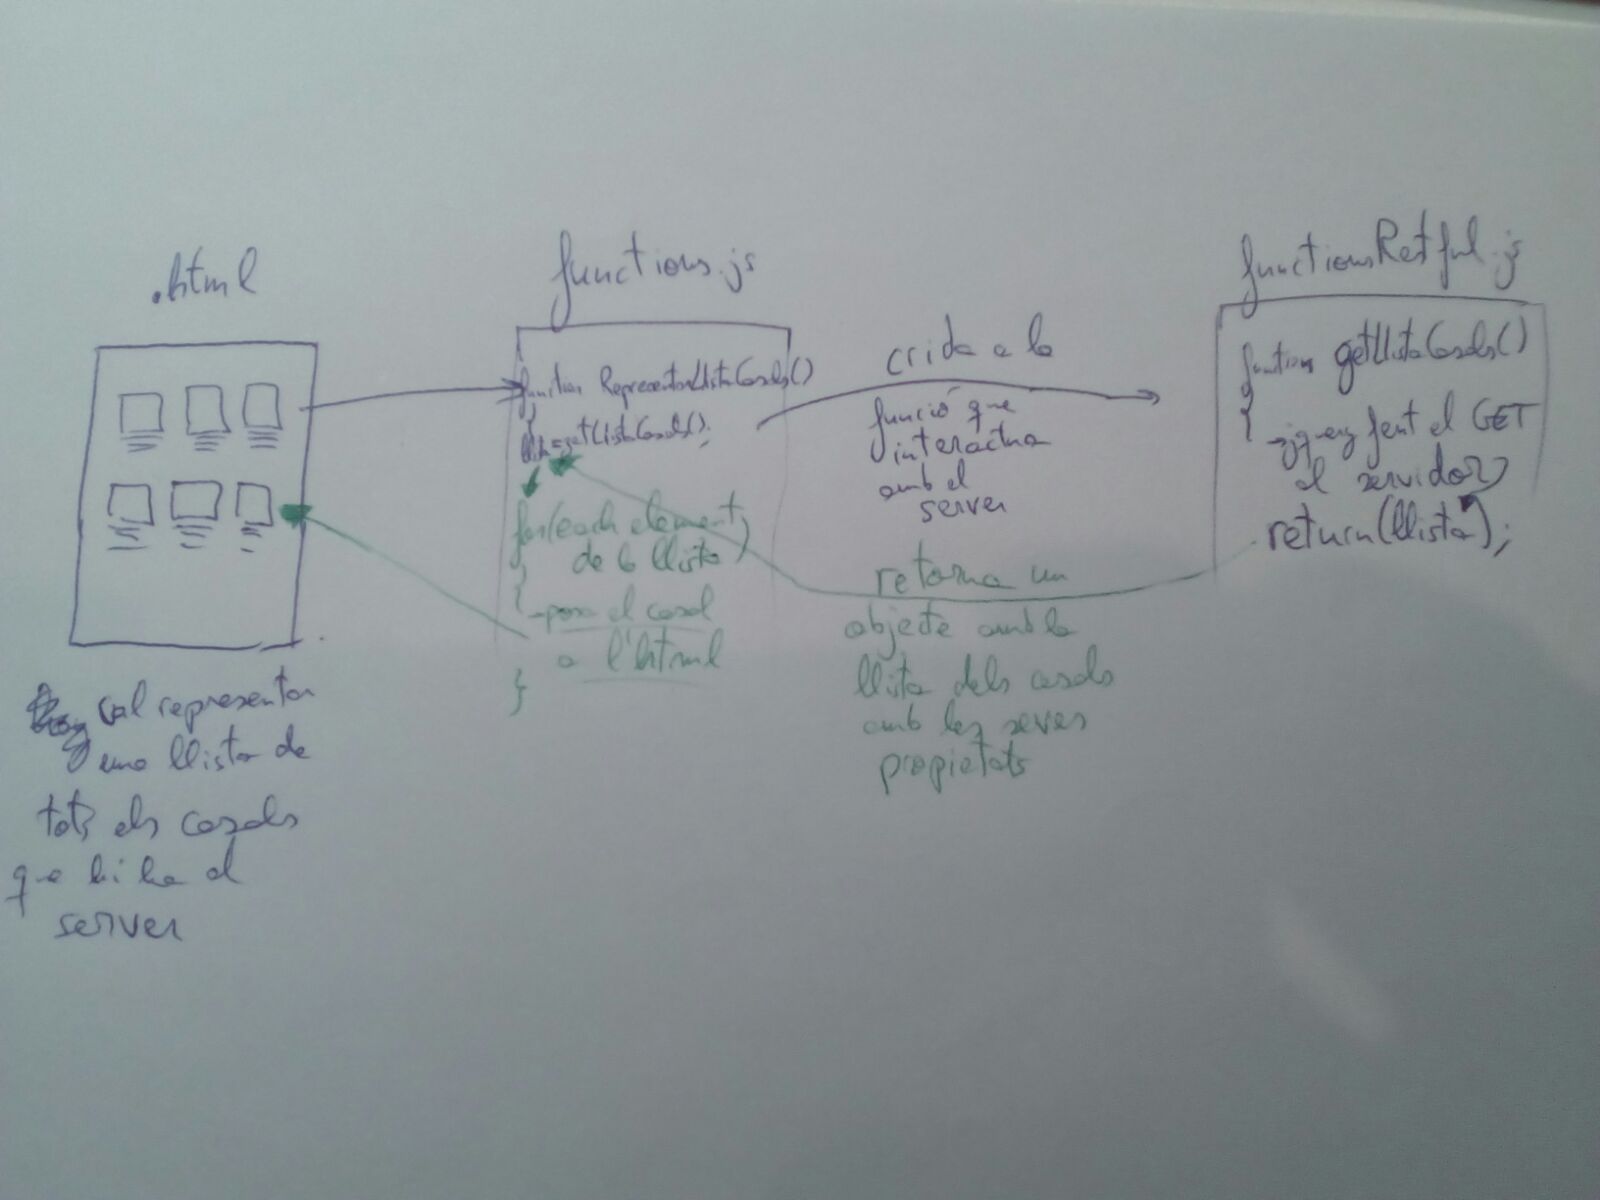 .html
cal representar
una llista de
tots els casals
que hi ha al
server
functions.js
function RepresentarLlistaCasals()
{
llista=getLlistaCasals();
for(each element
de la llista)
{
-posa el casal
a l'html
}
crida a la
funció que
interactua
amb el
server
retorna un
objecte amb la
llista dels casals
amb les seves
propietats
functionsRestful.js
function getLlistaCasals()
{
-jquery fent el GET
al servidor
return(llista);